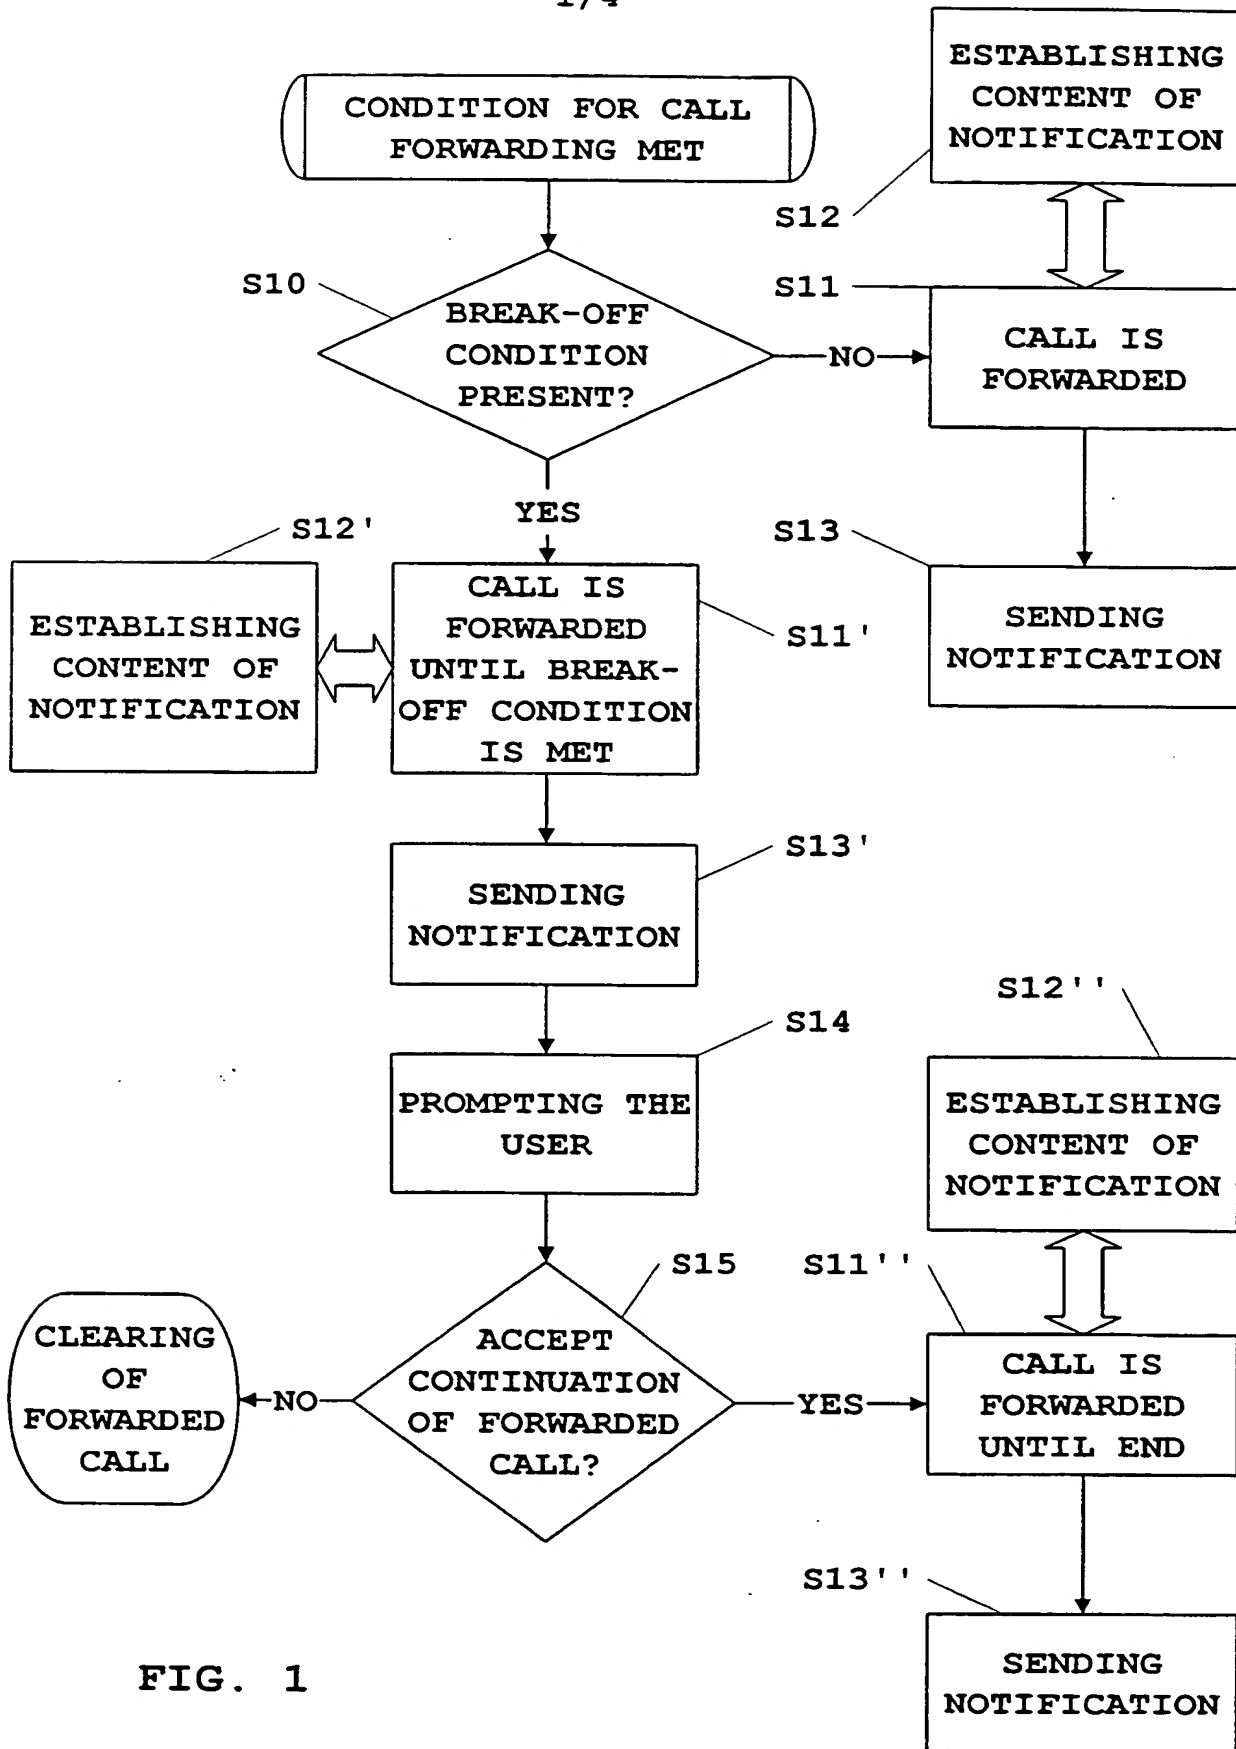 1/4
CONDITION FOR CALL
FORWARDING MET
ESTABLISHING
CONTENT OF
NOTIFICATION
S12
S10
BREAK-OFF
CONDITION
PRESENT?
NO
S11
CALL IS
FORWARDED
YES
S12'
ESTABLISHING
CONTENT OF
NOTIFICATION
CALL IS
FORWARDED
UNTIL BREAK-
OFF CONDITION
IS MET
S11'
S13
SENDING
NOTIFICATION
S13'
SENDING
NOTIFICATION
S14
PROMPTING THE
USER
S12''
ESTABLISHING
CONTENT OF
NOTIFICATION
S15
S11''
CLEARING
OF
FORWARDED
CALL
NO
ACCEPT
CONTINUATION
OF FORWARDED
CALL?
YES
CALL IS
FORWARDED
UNTIL END
S13''
SENDING
NOTIFICATION
FIG. 1